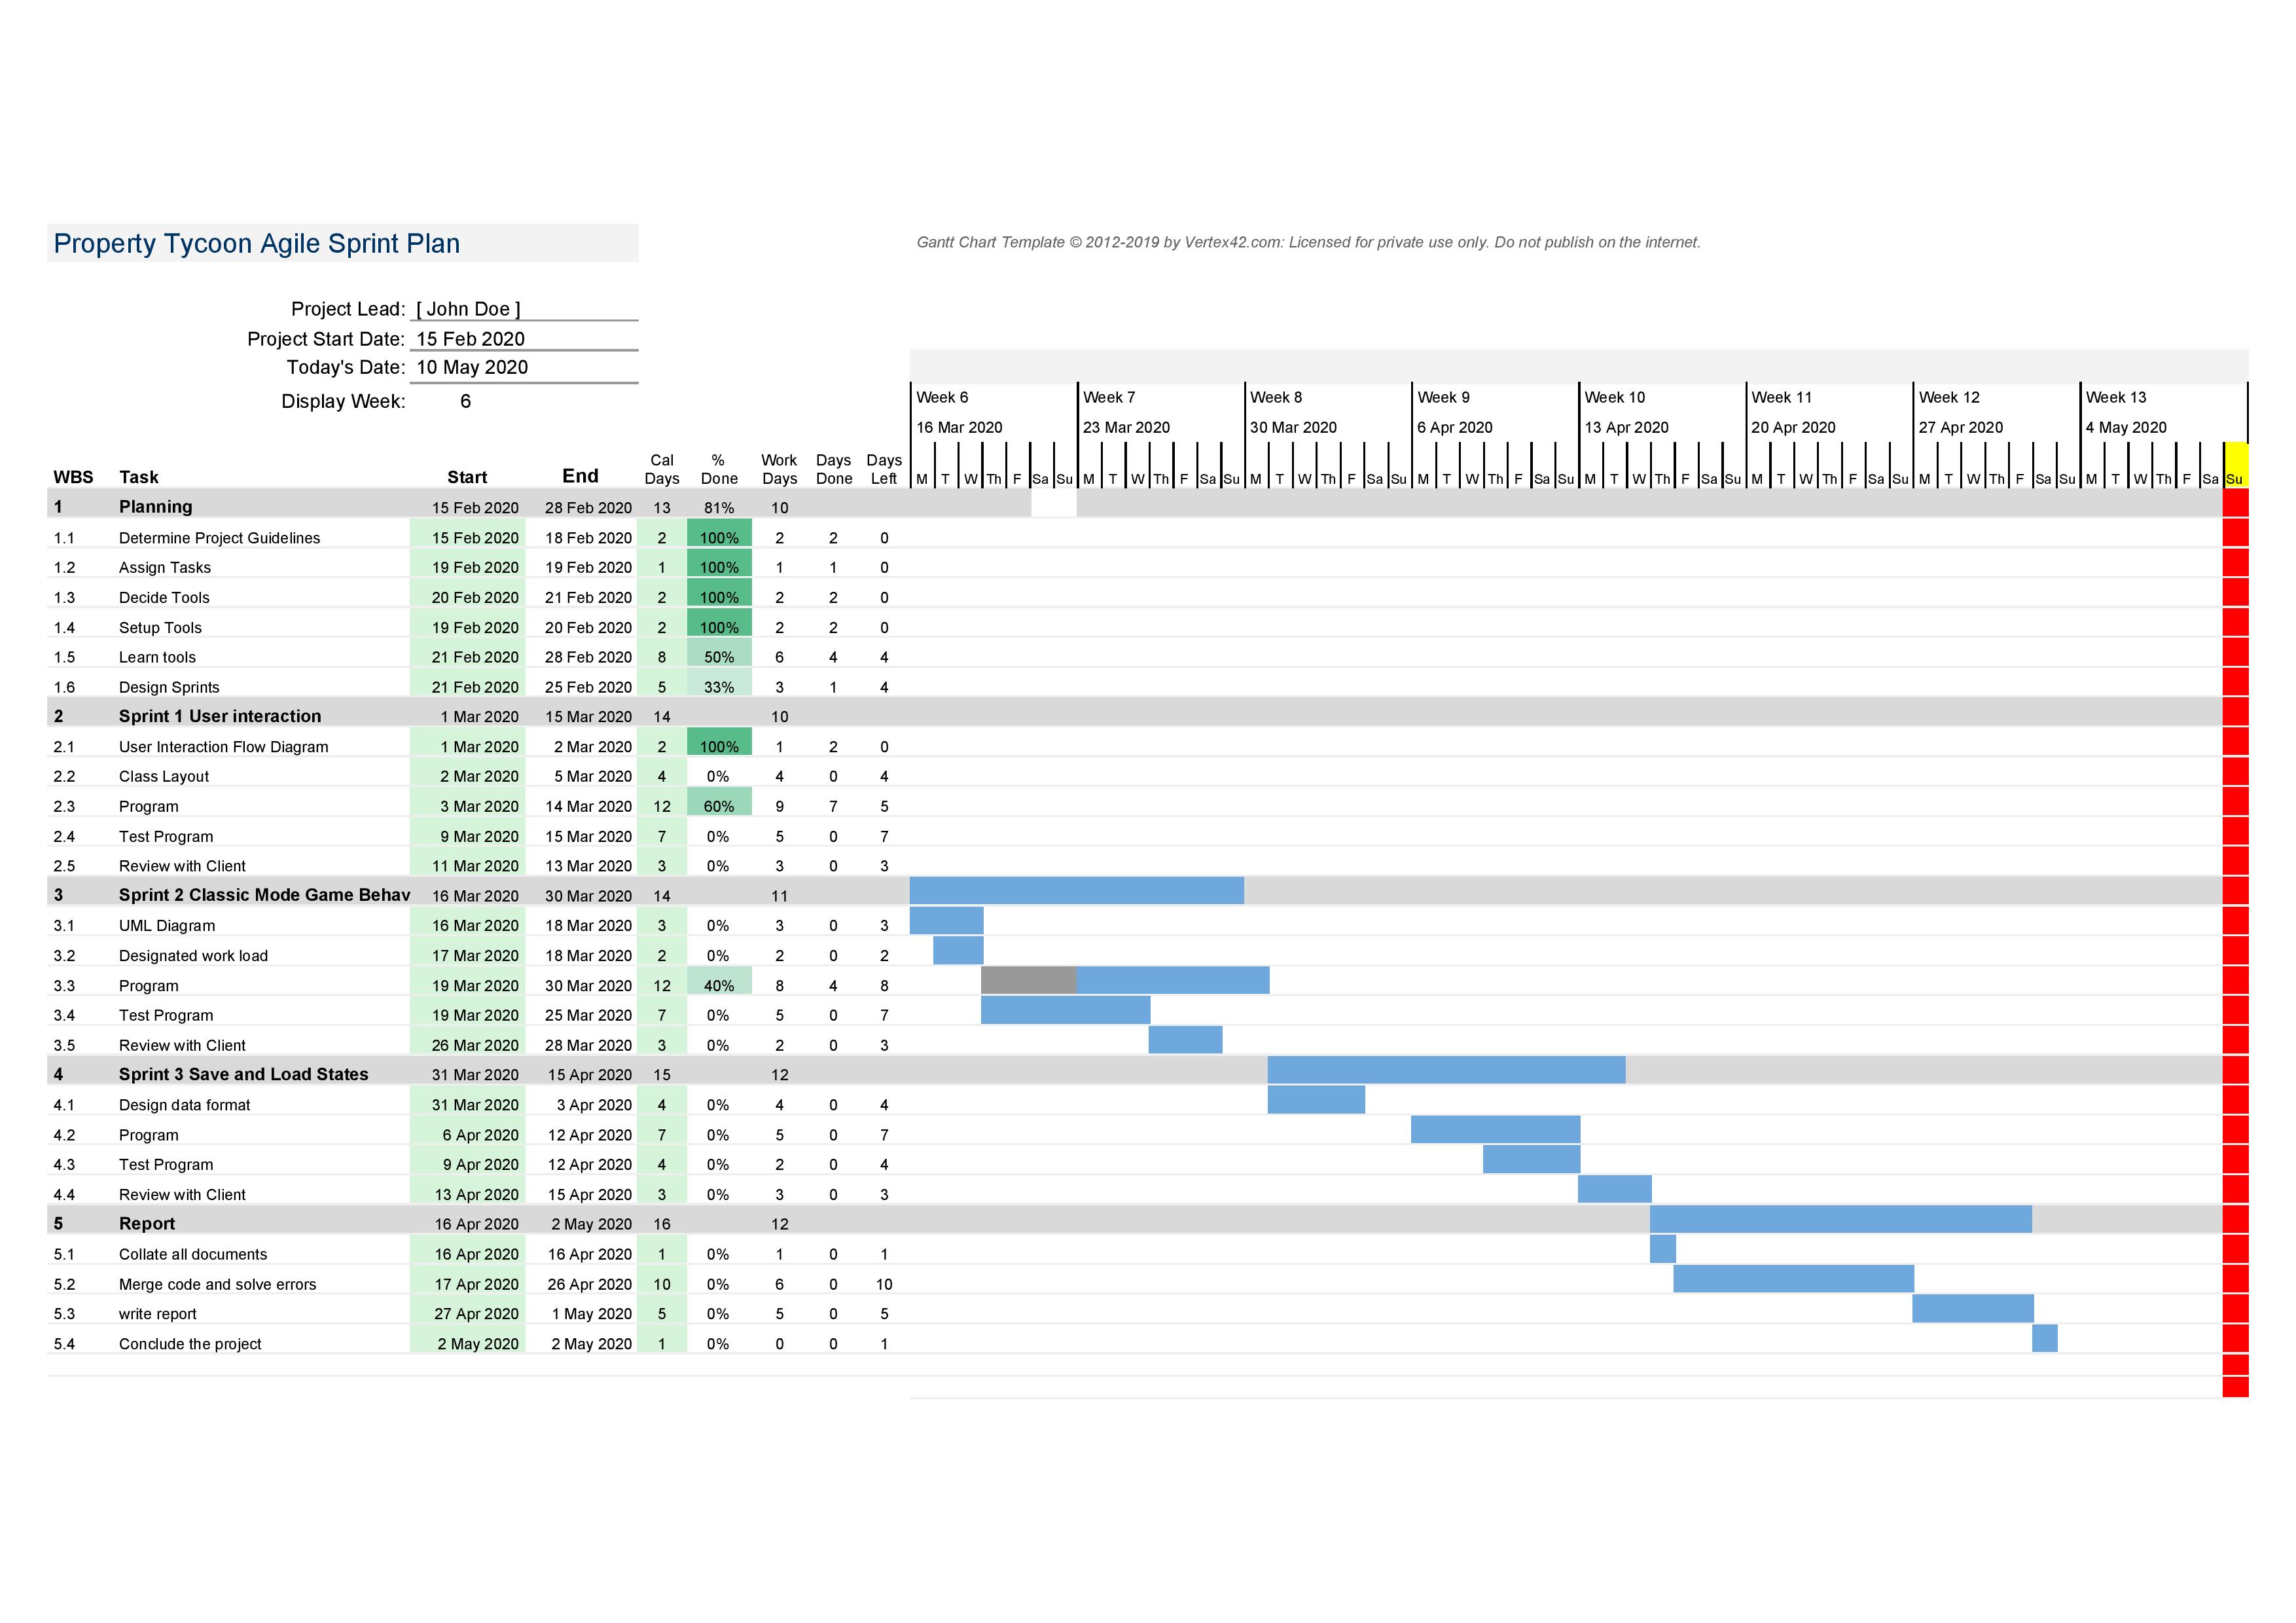 Property Tycoon Agile Sprint Plan
Gantt Chart Template © 2012-2019 by Vertex42.com: Licensed for private use only. Do not publish on the internet.
Project Lead: [ John Doe ]
Project Start Date: 15 Feb 2020
Today's Date: 10 May 2020
Display Week: 6
Week 6 Week 7 Week 8 Week 9 Week 10 Week 11 Week 12 Week 13
16 Mar 2020 23 Mar 2020 30 Mar 2020 6 Apr 2020 13 Apr 2020 20 Apr 2020 27 Apr 2020 4 May 2020
WBS Task Start End Cal Days % Done Work Days Days Done Days Left M T W Th F Sa Su M T W Th F Sa Su M T W Th F Sa Su M T W Th F Sa Su M T W Th F Sa Su M T W Th F Sa Su M T W Th F Sa Su M T W Th F Sa Su
1 Planning 15 Feb 2020 28 Feb 2020 13 81% 10
1.1 Determine Project Guidelines 15 Feb 2020 18 Feb 2020 2 100% 2 2 0
1.2 Assign Tasks 19 Feb 2020 19 Feb 2020 1 100% 1 1 0
1.3 Decide Tools 20 Feb 2020 21 Feb 2020 2 100% 2 2 0
1.4 Setup Tools 19 Feb 2020 20 Feb 2020 2 100% 2 2 0
1.5 Learn tools 21 Feb 2020 28 Feb 2020 8 50% 6 4 4
1.6 Design Sprints 21 Feb 2020 25 Feb 2020 5 33% 3 1 4
2 Sprint 1 User interaction 1 Mar 2020 15 Mar 2020 14 10
2.1 User Interaction Flow Diagram 1 Mar 2020 2 Mar 2020 2 100% 1 2 0
2.2 Class Layout 2 Mar 2020 5 Mar 2020 4 0% 4 0 4
2.3 Program 3 Mar 2020 14 Mar 2020 12 60% 9 7 5
2.4 Test Program 9 Mar 2020 15 Mar 2020 7 0% 5 0 7
2.5 Review with Client 11 Mar 2020 13 Mar 2020 3 0% 3 0 3
3 Sprint 2 Classic Mode Game Behav 16 Mar 2020 30 Mar 2020 14 11
3.1 UML Diagram 16 Mar 2020 18 Mar 2020 3 0% 3 0 3
3.2 Designated work load 17 Mar 2020 18 Mar 2020 2 0% 2 0 2
3.3 Program 19 Mar 2020 30 Mar 2020 12 40% 8 4 8
3.4 Test Program 19 Mar 2020 25 Mar 2020 7 0% 5 0 7
3.5 Review with Client 26 Mar 2020 28 Mar 2020 3 0% 2 0 3
4 Sprint 3 Save and Load States 31 Mar 2020 15 Apr 2020 15 12
4.1 Design data format 31 Mar 2020 3 Apr 2020 4 0% 4 0 4
4.2 Program 6 Apr 2020 12 Apr 2020 7 0% 5 0 7
4.3 Test Program 9 Apr 2020 12 Apr 2020 4 0% 2 0 4
4.4 Review with Client 13 Apr 2020 15 Apr 2020 3 0% 3 0 3
5 Report 16 Apr 2020 2 May 2020 16 12
5.1 Collate all documents 16 Apr 2020 16 Apr 2020 1 0% 1 0 1
5.2 Merge code and solve errors 17 Apr 2020 26 Apr 2020 10 0% 6 0 10
5.3 write report 27 Apr 2020 1 May 2020 5 0% 5 0 5
5.4 Conclude the project 2 May 2020 2 May 2020 1 0% 0 0 1